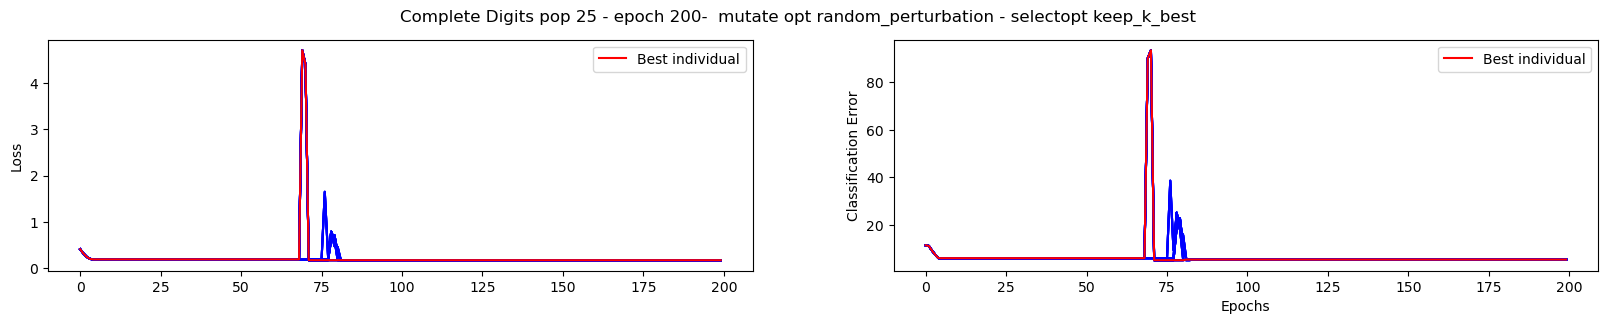 Complete Digits pop 25 - epoch 200-  mutate opt random_perturbation - selectopt keep_k_best
Loss
4
3
2
1
0
0 25 50 75 100 125 150 175 200
Best individual
Classification Error
80
60
40
20
0 25 50 75 100 125 150 175 200
Epochs
Best individual